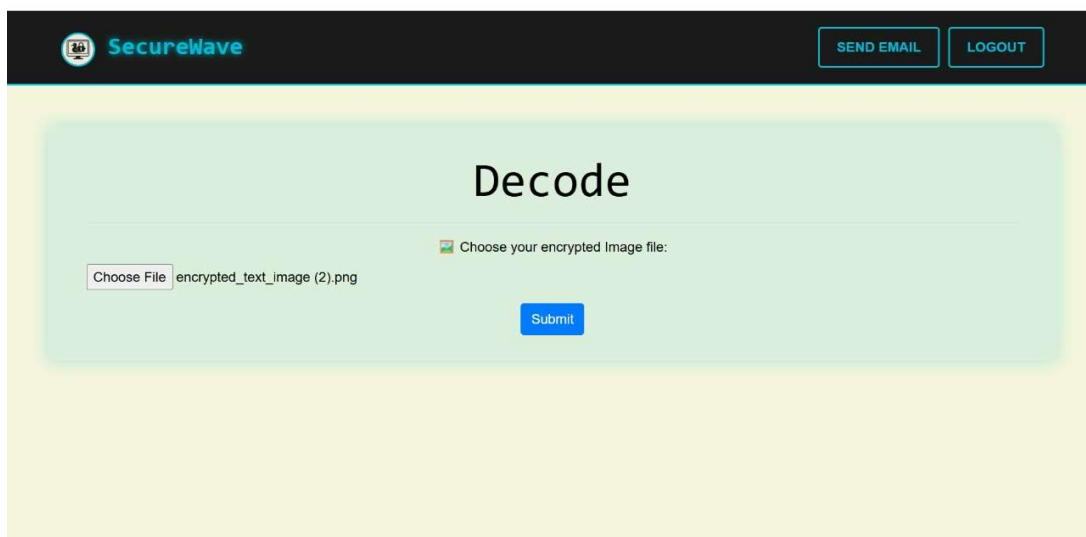 SecureWave
SEND EMAIL LOGOUT
Decode
Choose your encrypted Image file:
Choose File encrypted_text_image (2).png
Submit